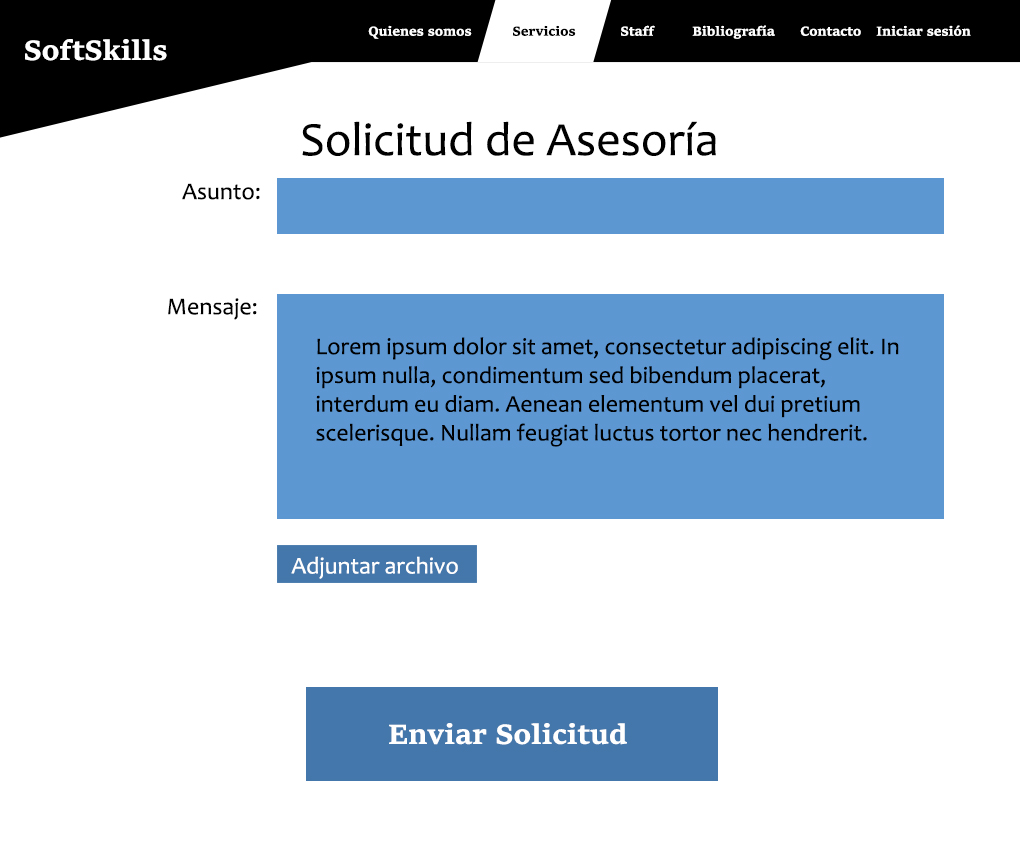 SoftSkills
Quienes somos
Servicios
Staff
Bibliografía
Contacto
Iniciar sesión
Solicitud de Asesoría
Asunto:
Mensaje:
Lorem ipsum dolor sit amet, consectetur adipiscing elit. In
ipsum nulla, condimentum sed bibendum placerat,
interdum eu diam. Aenean elementum vel dui pretium
scelerisque. Nullam feugiat luctus tortor nec hendrerit.
Adjuntar archivo
Enviar Solicitud